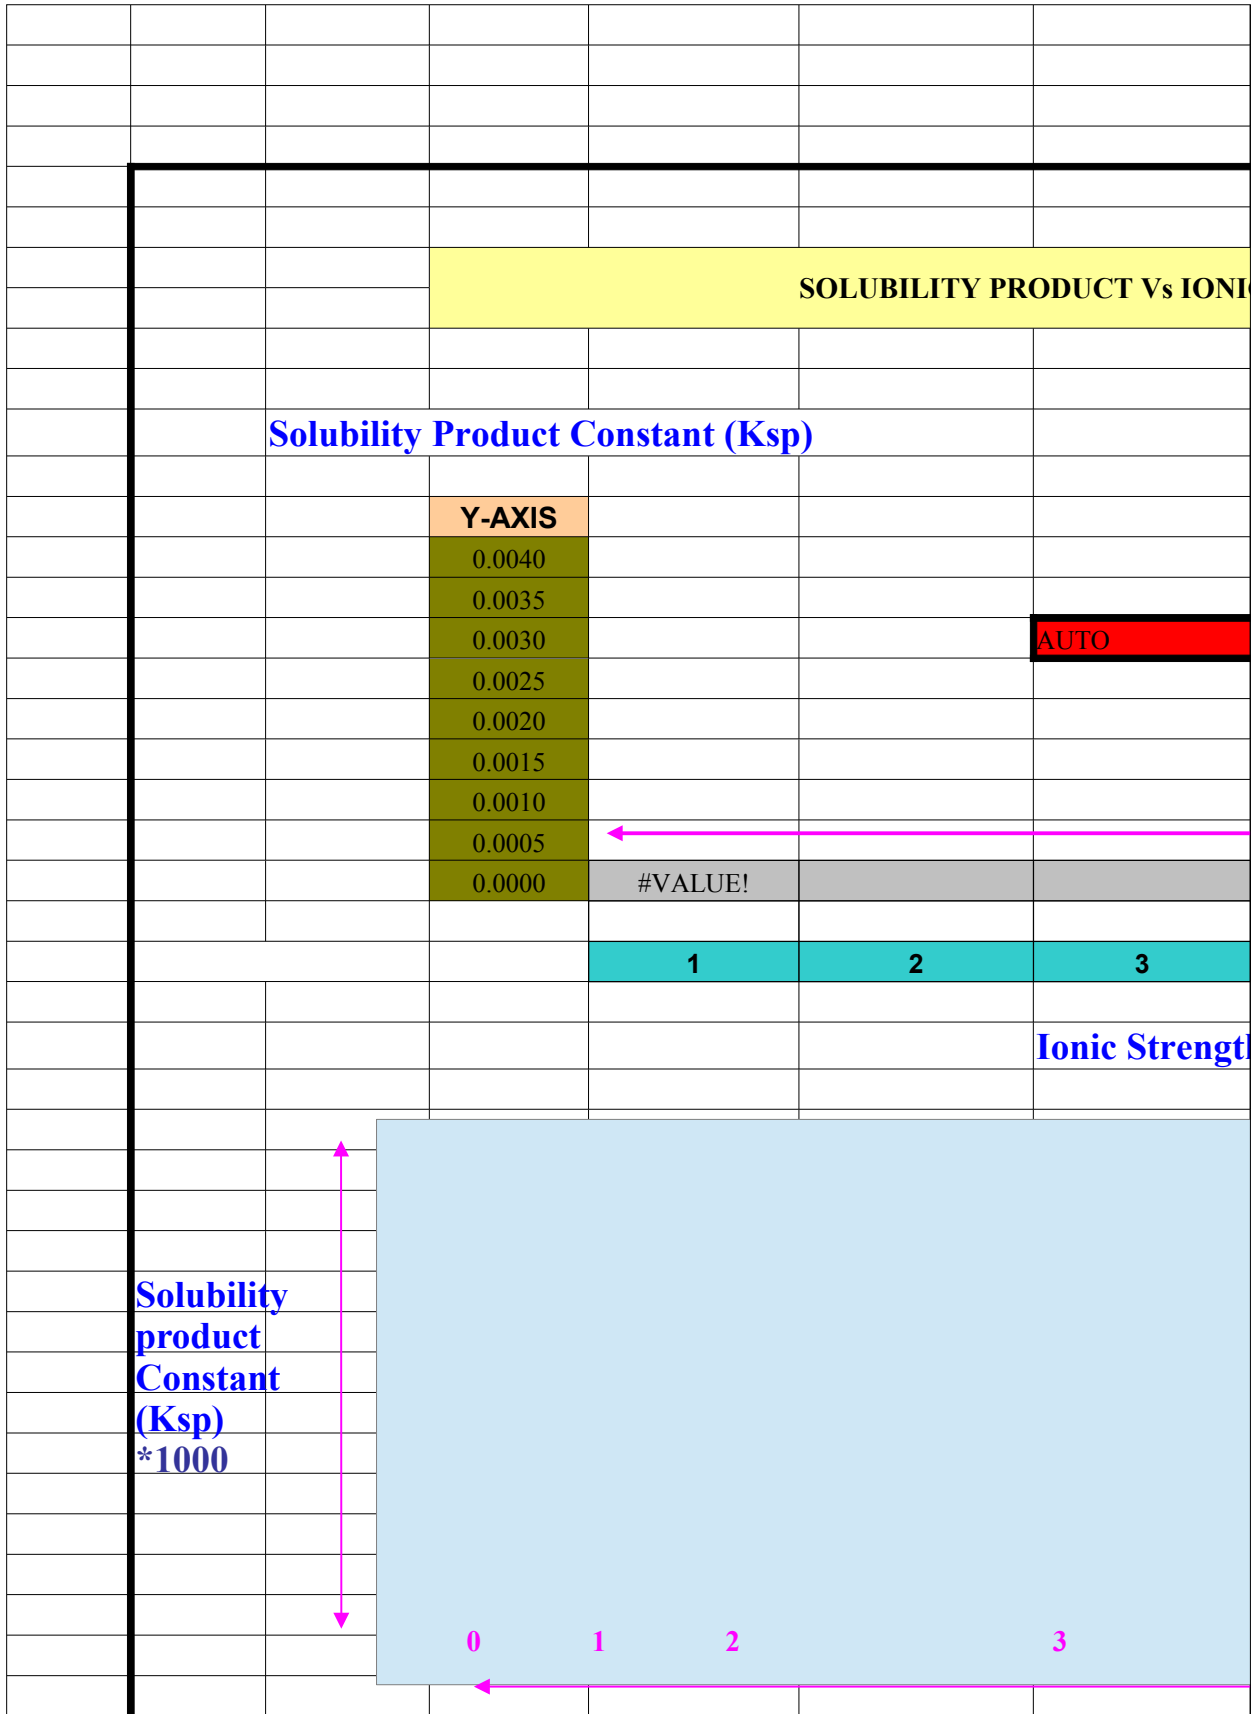 SOLUBILITY PRODUCT Vs IONI
Solubility Product Constant (Ksp)
Y-AXIS
0.0040
0.0035
0.0030
AUTO
0.0025
0.0020
0.0015
0.0010
0.0005
0.0000 #VALUE!
1 2 3
Ionic Strengt
Solubility
product
Constant
(Ksp)
*1000
0 1 2 3